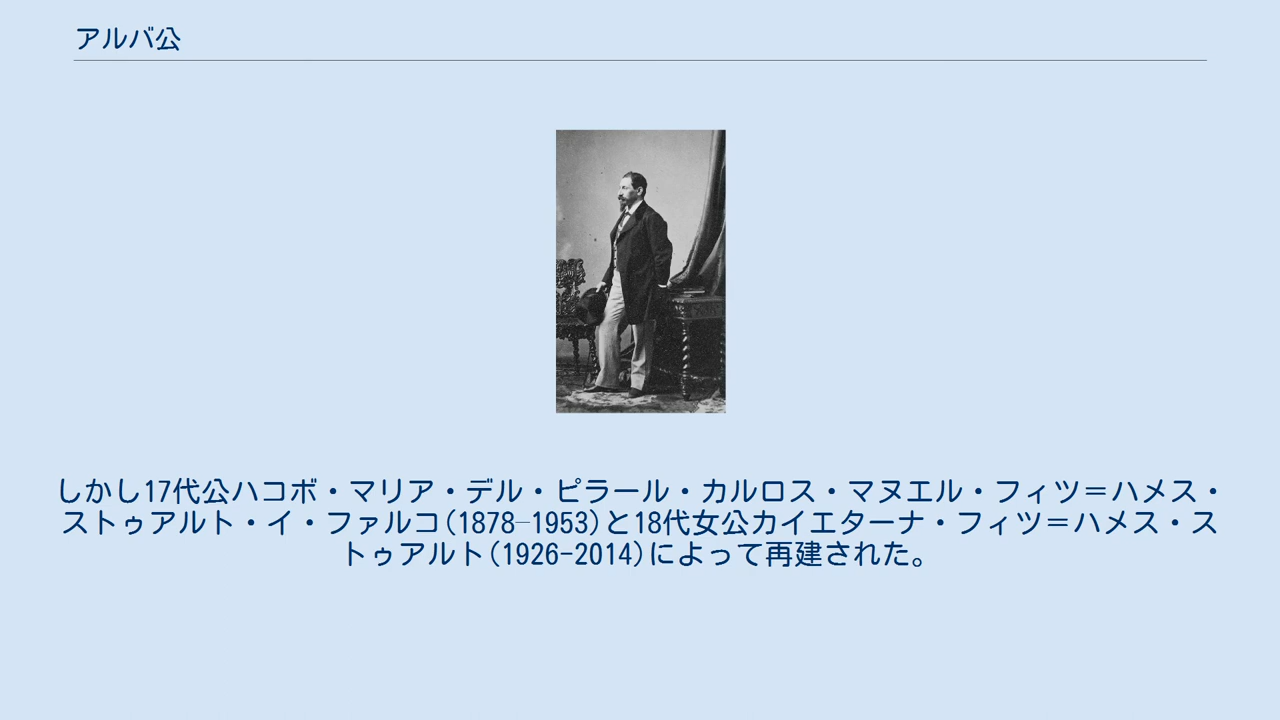 アルバ公
しかし17代公ハコボ・マリア・デル・ピラール・カルロス・マヌエル・フィツ＝ハメス・
ストゥアルト・イ・ファルコ(1878–1953)と18代女公カイエターナ・フィツ＝ハメス・ス
トゥアルト(1926-2014)によって再建された。